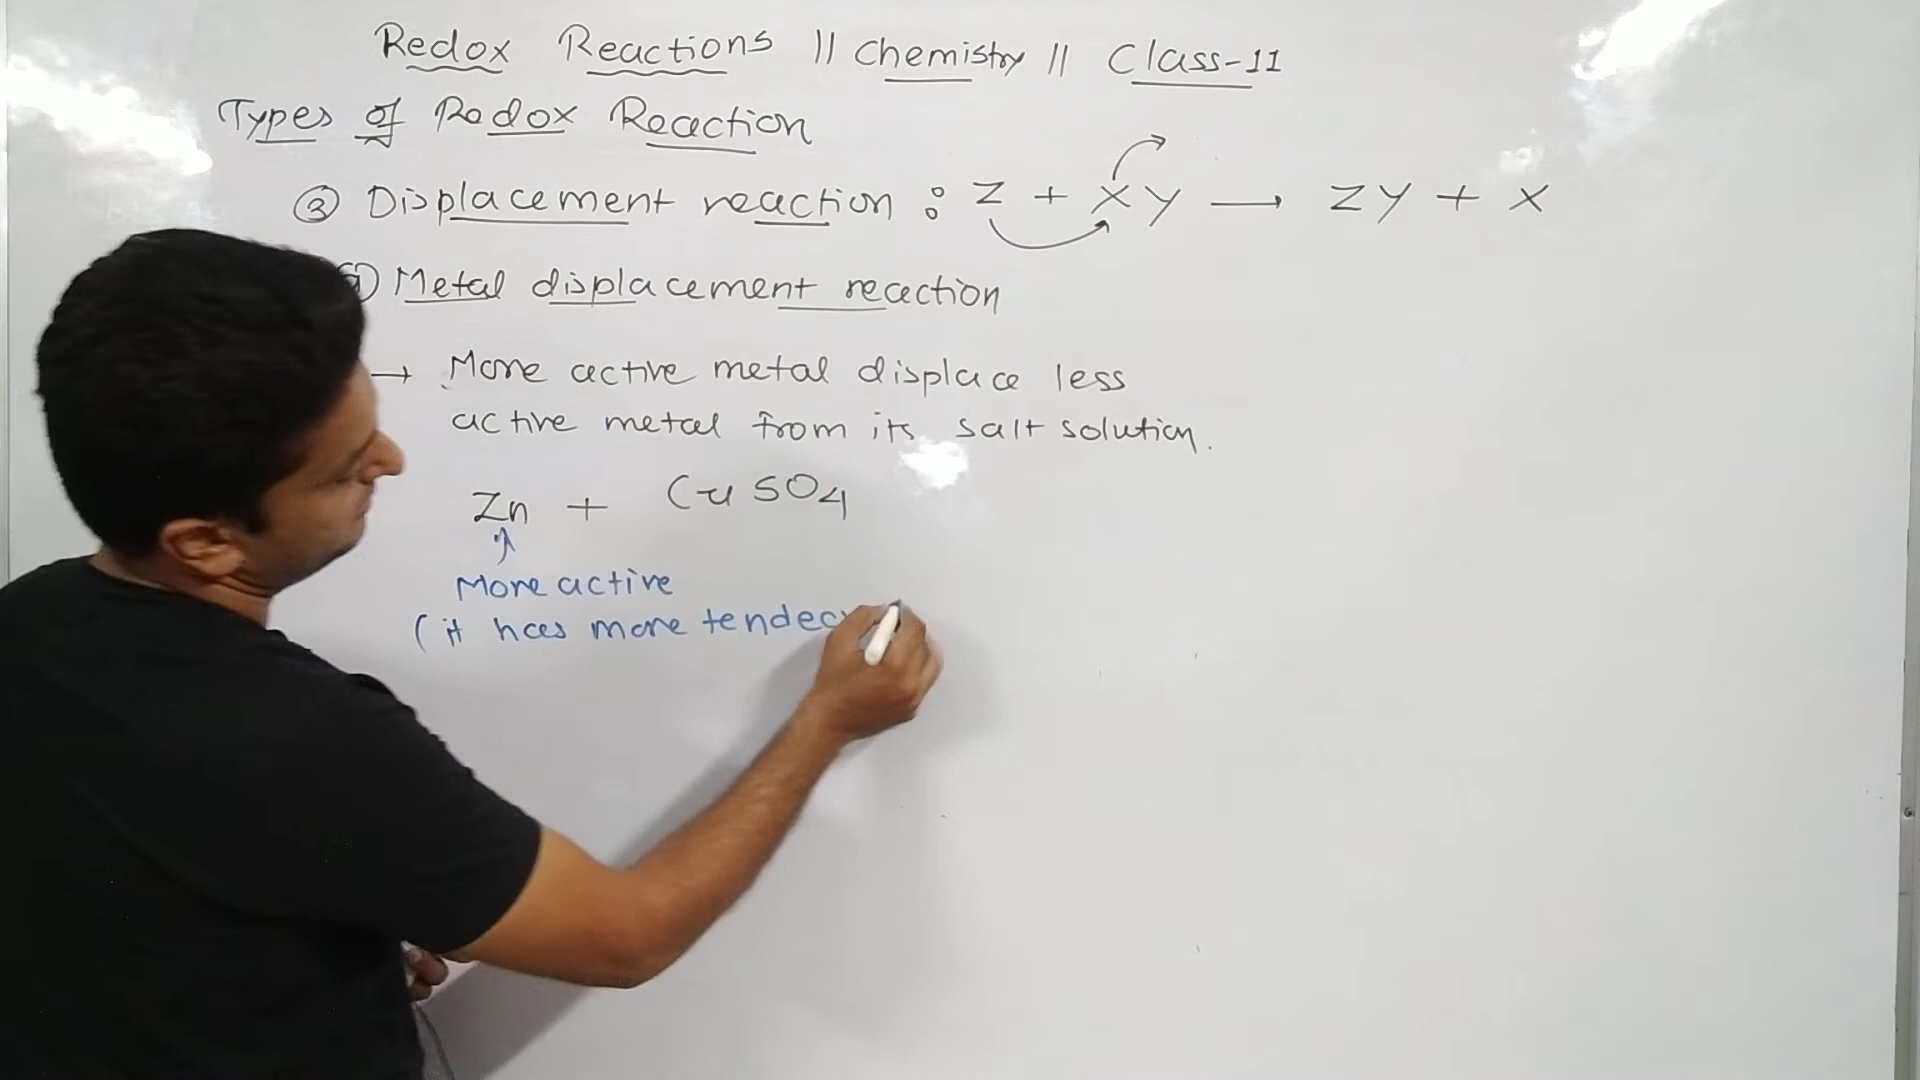 Redox Reactions || Chemistry || Class-11
Types of Redox Reaction
③ Displacement reaction : Z + XY → ZY + X
a) Metal displacement reaction
→ More active metal displace less
active metal from its salt solution.
Zn + CuSO4
More active
(it has more tendecy